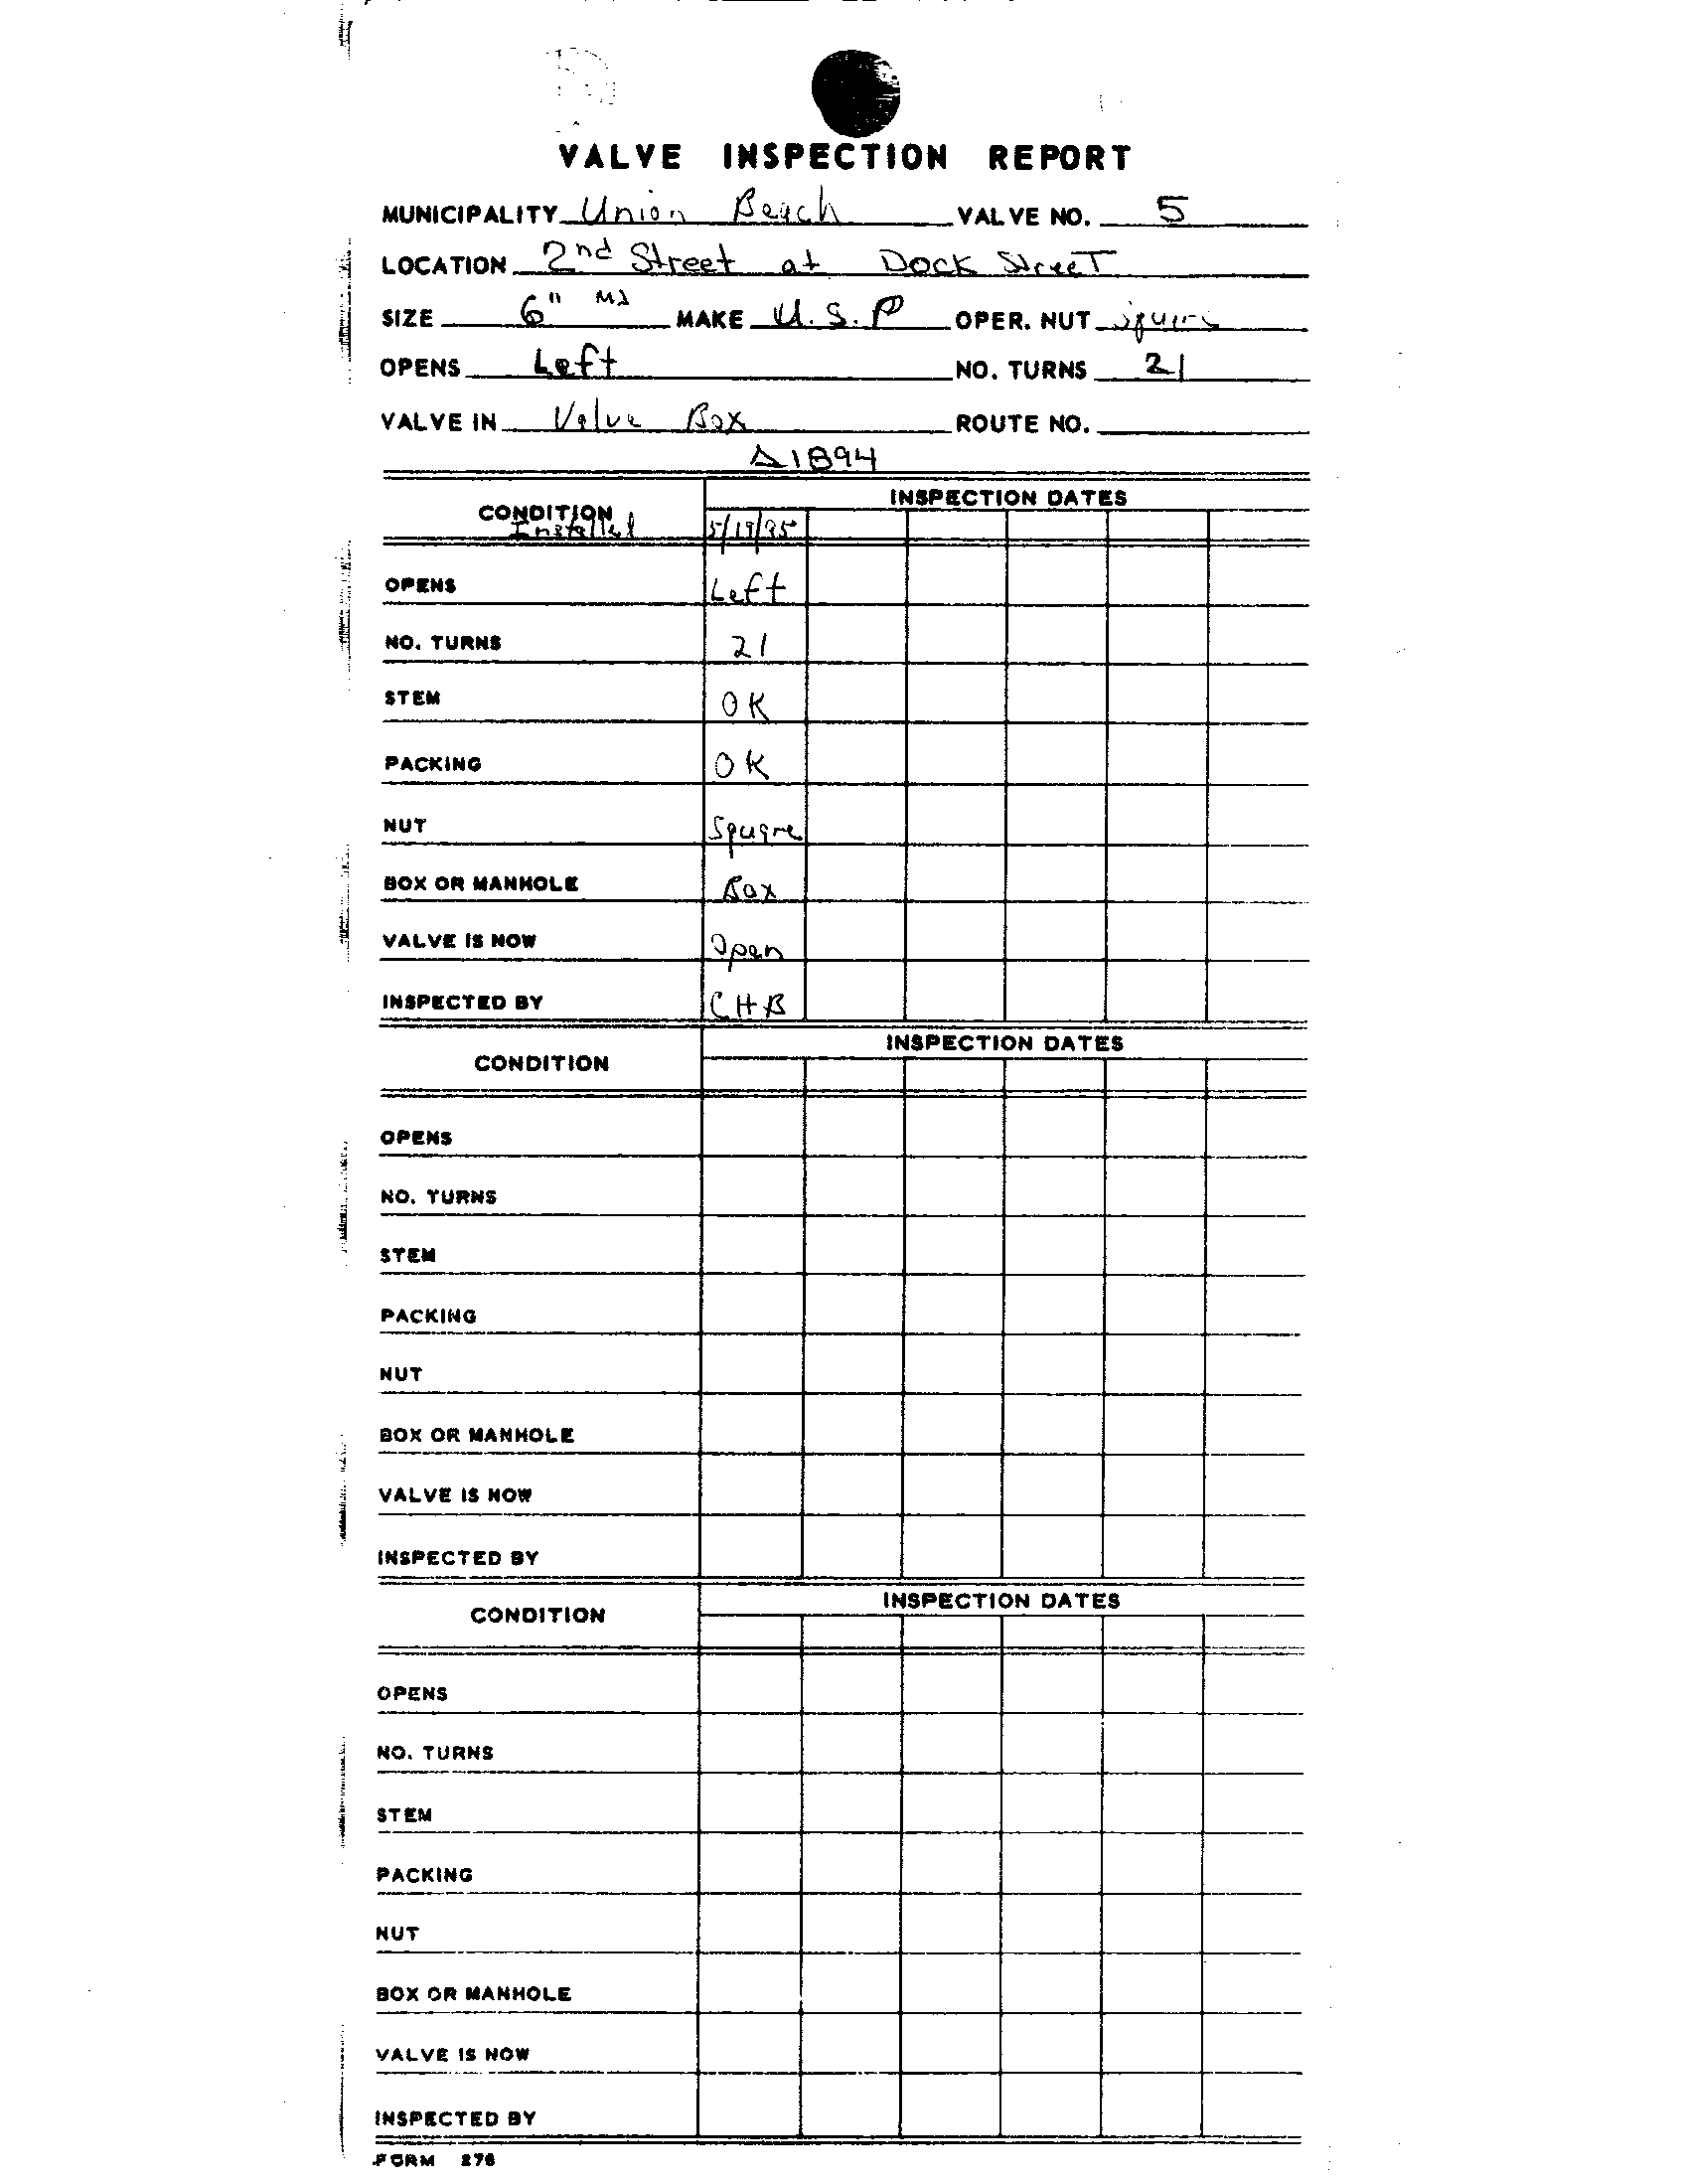 VALVE INSPECTION REPORT
MUNICIPALITY Union Beach VALVE NO. 5
LOCATION 2nd Street at Dock Street
SIZE 6" MJ MAKE U.S.P OPER. NUT Square
OPENS Left NO. TURNS 21
VALVE IN Valve Box ROUTE NO.
1894
CONDITION INSPECTION DATES
Installed 5/19/95
OPENS Left
NO. TURNS 21
STEM OK
PACKING OK
NUT Square
BOX OR MANHOLE Box
VALVE IS NOW Open
INSPECTED BY CHB
CONDITION INSPECTION DATES
OPENS
NO. TURNS
STEM
PACKING
NUT
BOX OR MANHOLE
VALVE IS NOW
INSPECTED BY
CONDITION INSPECTION DATES
OPENS
NO. TURNS
STEM
PACKING
NUT
BOX OR MANHOLE
VALVE IS NOW
INSPECTED BY
FORM 276